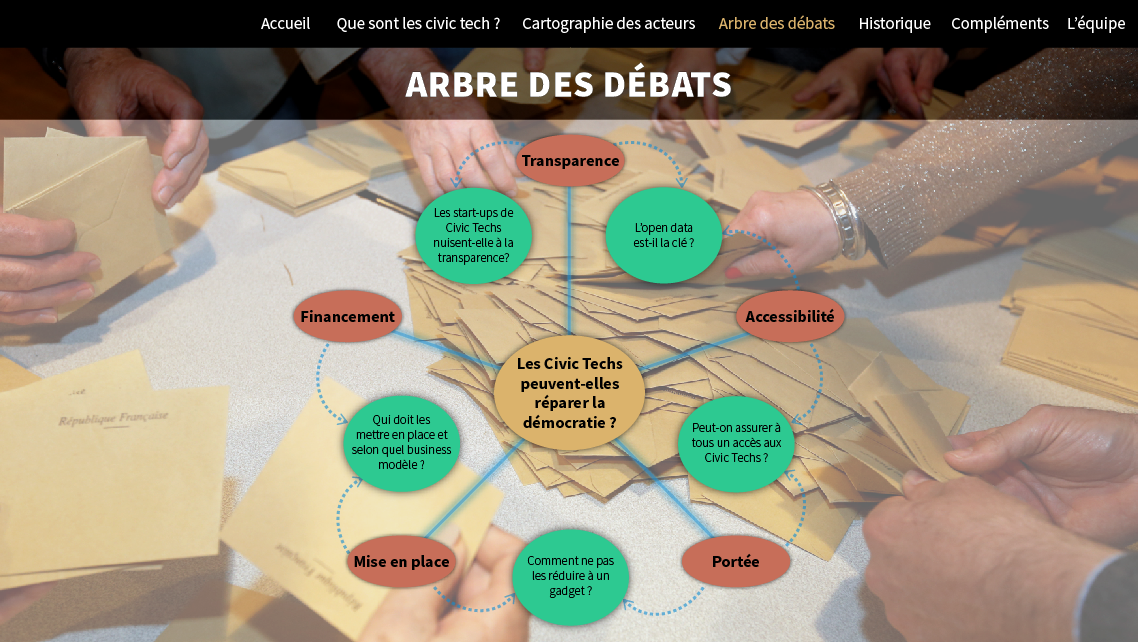 Accueil Que sont les civic tech ? Cartographie des acteurs Arbre des débats Historique Compléments L'équipe
ARBRE DES DÉBATS
Transparence
Les start-ups de
Civic Techs
nuisent-elle à la
transparence?
L'open data
est-il la clé ?
Financement
Accessibilité
Les Civic Techs
peuvent-elles
réparer la
démocratie ?
Qui doit les
mettre en place et
selon quel business
modèle ?
Peut-on assurer à
tous un accès aux
Civic Techs ?
République Française
Mise en place
Comment ne pas
les réduire à un
gadget ?
Portée
République Française